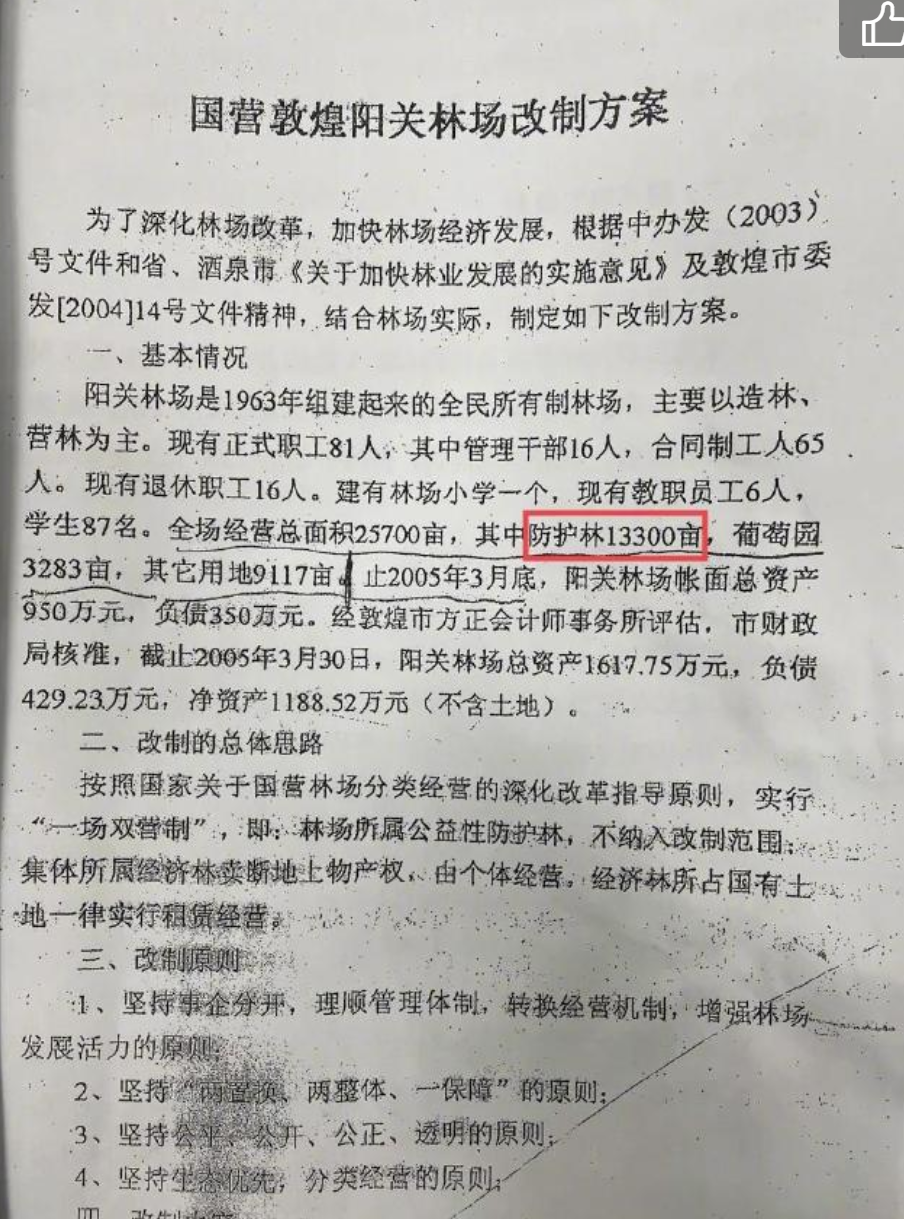 国营敦煌阳关林场改制方案
为了深化林场改革，加快林场经济发展，根据中办发（2003）
号文件和省、酒泉市《关于加快林业发展的实施意见》及敦煌市委
发[2004]14号文件精神，结合林场实际，制定如下改制方案。
一、基本情况
阳关林场是1963年组建起来的全民所有制林场，主要以造林、
营林为主。现有正式职工81人，其中管理干部16人，合同制工人65
人。现有退休职工16人。建有林场小学一个，现有教职员工6人，
学生87名。全场经营总面积25700亩，其中防护林13300亩，葡萄园
3283亩，其它用地9117亩。止2005年3月底，阳关林场帐面总资产
950万元，负债350万元。经敦煌市方正会计师事务所评估，市财政
局核准，截止2005年3月30日，阳关林场总资产1617.75万元，负债
429.23万元，净资产1188.52万元（不含土地）。
二、改制的总体思路
按照国家关于国营林场分类经营的深化改革指导原则，实行
“一场双营制”，即：林场所属公益性防护林，不纳入改制范围；
集体所属经济林卖断地上物产权，由个体经营。经济林所占国有土
地一律实行租赁经营。
三、改制原则
1、坚持事企分开，理顺管理体制，转换经营机制，增强林场
发展活力的原则；
2、坚持“两置换、两整体、一保障”的原则；
3、坚持公平、公开、公正、透明的原则；
4、坚持生态优先，分类经营的原则；